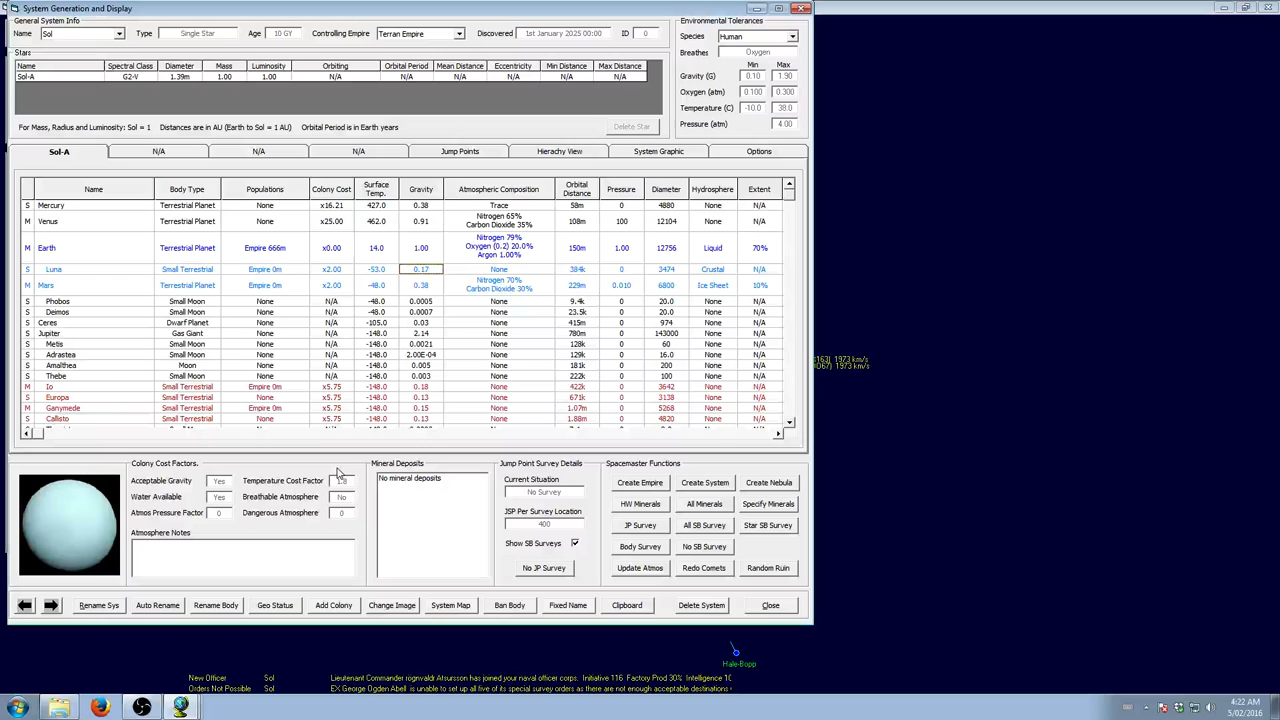 System Generation and Display
General System Info
Name Sol Type Single Star Age 10 GY Controlling Empire Terran Empire Discovered 1st January 2025 00:00 ID 0
Environmental Tolerances
Species Human
Breathes Oxygen
Min Max
Gravity (G) 0.10 1.90
Oxygen (atm) 0.100 0.300
Temperature (C) -10.0 38.0
Pressure (atm) 4.00
Stars
Name Spectral Class Diameter Mass Luminosity Orbiting Orbital Period Mean Distance Eccentricity Min Distance Max Distance
Sol-A G2-V 1.39m 1.00 1.00 N/A N/A N/A N/A N/A N/A
For Mass, Radius and Luminosity: Sol = 1 Distances are in AU (Earth to Sol = 1 AU) Orbital Period is in Earth years Delete Star
Sol-A N/A N/A N/A Jump Points Hierachy View System Graphic Options
Name Body Type Populations Colony Cost Surface Temp. Gravity Atmospheric Composition Orbital Distance Pressure Diameter Hydrosphere Extent
S Mercury Terrestrial Planet None x16.21 427.0 0.38 Trace 58m 0 4880 None N/A
M Venus Terrestrial Planet None x25.00 462.0 0.91 Nitrogen 65% Carbon Dioxide 35% 108m 100 12104 None N/A
M Earth Terrestrial Planet Empire 666m x0.00 14.0 1.00 Nitrogen 79% Oxygen (0.2) 20.0% Argon 1.00% 150m 1.00 12756 Liquid 70%
S Luna Small Terrestrial Empire 0m x2.00 -53.0 0.17 None 384k 0 3474 Crustal N/A
M Mars Terrestrial Planet Empire 0m x2.00 -48.0 0.38 Nitrogen 70% Carbon Dioxide 30% 229m 0.010 6800 Ice Sheet 10%
S Phobos Small Moon None N/A -48.0 0.0005 None 9.4k 0 20.0 None N/A
S Deimos Small Moon None N/A -48.0 0.0007 None 23.5k 0 20.0 None N/A
S Ceres Dwarf Planet None N/A -105.0 0.03 None 415m 0 974 None N/A
S Jupiter Gas Giant None N/A -148.0 2.14 None 780m 0 143000 None N/A
S Metis Small Moon None N/A -148.0 0.0021 None 128k 0 60 None N/A
S Adrastea Small Moon None N/A -148.0 2.00E-04 None 129k 0 16.0 None N/A
S Amalthea Moon None N/A -148.0 0.005 None 181k 0 200 None N/A
S Thebe Small Moon None N/A -148.0 0.003 None 222k 0 100 None N/A
M Io Small Terrestrial Empire 0m x5.75 -148.0 0.18 None 422k 0 3642 None N/A
S Europa Small Terrestrial None x5.75 -148.0 0.13 None 671k 0 3138 None N/A
M Ganymede Small Terrestrial Empire 0m x5.75 -148.0 0.15 None 1.07m 0 5268 None N/A
S Callisto Small Terrestrial None x5.75 -148.0 0.13 None 1.88m 0 4820 None N/A
Colony Cost Factors.
Acceptable Gravity Yes Temperature Cost Factor 1.8
Water Available Yes Breathable Atmosphere No
Atmos Pressure Factor 0 Dangerous Atmosphere 0
Atmosphere Notes
Mineral Deposits
No mineral deposits
Jump Point Survey Details
Current Situation
No Survey
JSP Per Survey Location
400
Show SB Surveys
No JP Survey
Spacemaster Functions
Create Empire Create System Create Nebula
HW Minerals All Minerals Specify Minerals
JP Survey All SB Survey Star SB Survey
Body Survey No SB Survey
Update Atmos Redo Comets Random Ruin
Rename Sys Auto Rename Rename Body Geo Status Add Colony Change Image System Map Ban Body Fixed Name Clipboard Delete System Close
163) 1973 km/s
067) 1973 km/s
Hale-Bopp
New Officer Sol Lieutenant Commander rognvaldr Atsursson has joined your naval officer corps. Initiative 116 Factory Prod 30% Intelligence 10
Orders Not Possible Sol EX George Ogden Abell is unable to set up all five of its special survey orders as there are not enough acceptable destinations
4:22 AM
5/02/2016